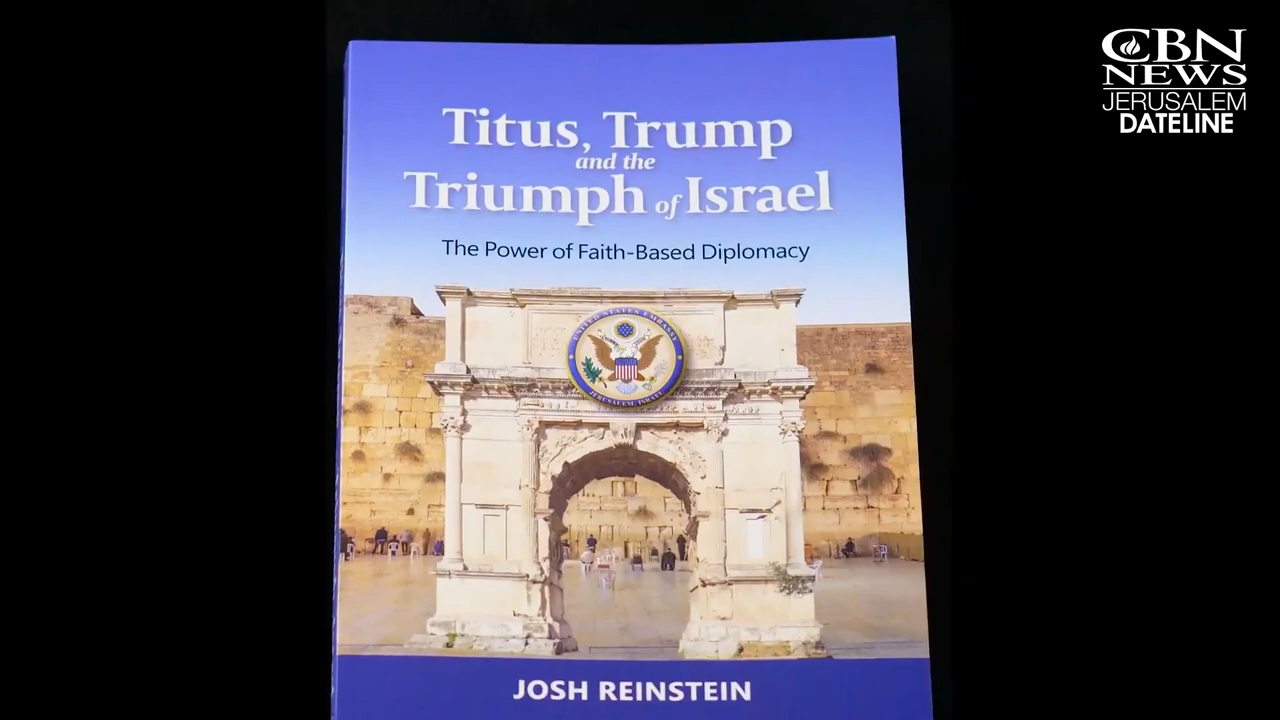 CBN
NEWS
JERUSALEM
DATELINE
Titus, Trump
and the
Triumph of Israel
The Power of Faith-Based Diplomacy
UNITED STATES EMBASSY
JERUSALEM, ISRAEL
JOSH REINSTEIN